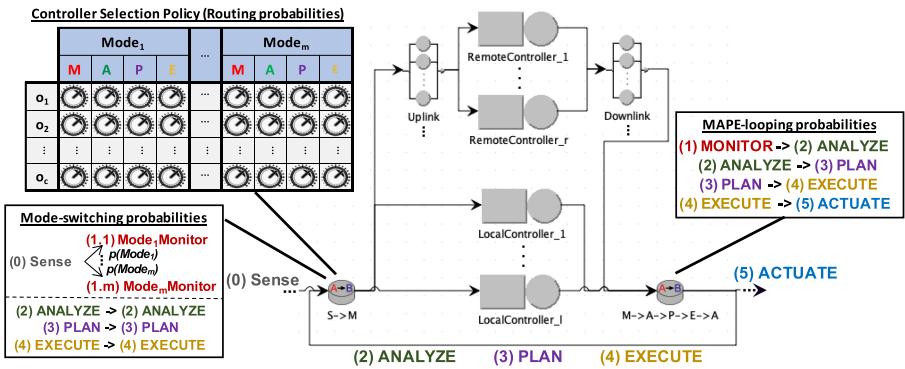 Controller Selection Policy (Routing probabilities)
Mode1 ... Modem
M A P E M A P E
o1 ...
o2 ...
⋮ ⋮ ⋮ ⋮ ⋮ ⋮ ⋮ ⋮ ⋮
oc ...
Uplink
⋮
RemoteController_1
⋮
RemoteController_r
Downlink
⋮
MAPE-looping probabilities
(1) MONITOR -> (2) ANALYZE
(2) ANALYZE -> (3) PLAN
(3) PLAN -> (4) EXECUTE
(4) EXECUTE -> (5) ACTUATE
Mode-switching probabilities
(1.1) Mode1Monitor
(0) Sense
p(Mode1)
p(Modem)
(1.m) ModemMonitor
(2) ANALYZE -> (2) ANALYZE
(3) PLAN -> (3) PLAN
(4) EXECUTE -> (4) EXECUTE
(0) Sense
...
A->B
S->M
LocalController_1
⋮
LocalController_l
A->B
M->A->P->E->A
(5) ACTUATE
(2) ANALYZE (3) PLAN (4) EXECUTE